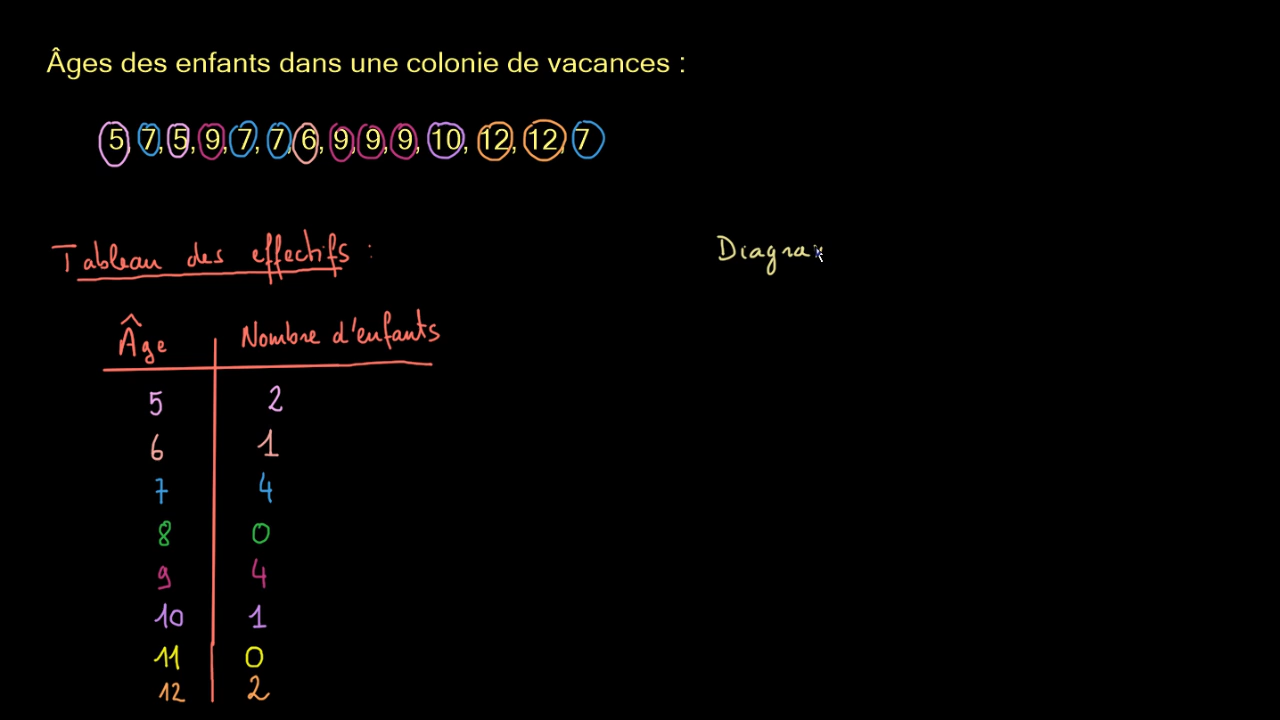 Âges des enfants dans une colonie de vacances :
5, 7, 5, 9, 7, 7, 6, 9, 9, 9, 10, 12, 12, 7
Tableau des effectifs :
Diagra
Âge Nombre d'enfants
5 2
6 1
7 4
8 0
9 4
10 1
11 0
12 2